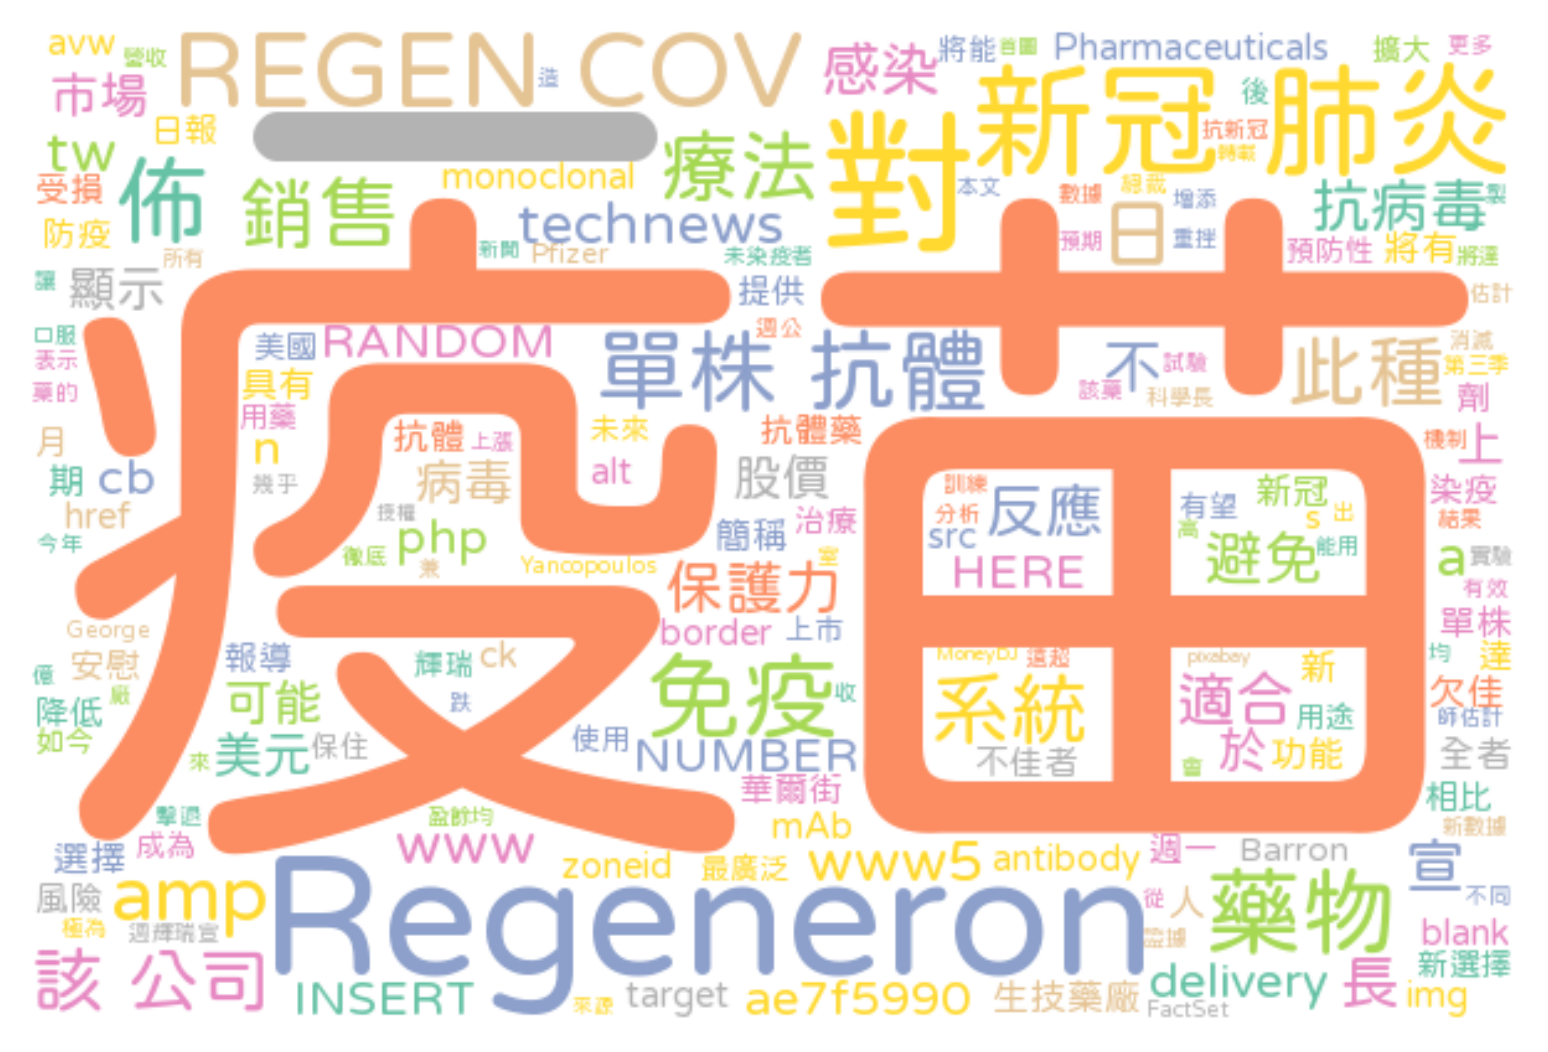 avw 營收 REGEN COV 造 感染 將能 首圖 Pharmaceuticals 擴大 更多
市場 日報 新冠 肺炎 後 抗新冠 轉載
tw 佈 受損 防疫 銷售 monoclonal 療法 對 本文 數據 總裁 增添 抗病毒 製
technews 新聞 Pfizer 未染疫者 預期 日 重挫 預防性 將有 將達
所有 讓 顯示 疫苗 提供 估計
口服 表示 藥的 美國 RANDOM 週公 單株 抗體 不 試驗 該藥 科學長 此種 消滅 第三季 劑
具有 用藥 n 幾乎 抗體 上漲 未來 抗體藥 機制 上
月 期 cb href 今年 病毒 alt 股價 訓練 分析 反應 有望 新冠 s 出 染疫 結果
授權 php 徹底 兼 簡稱 治療 室 src HERE 高 避免 能用 a 實驗 有效
Yancopoulos 保護力 單株
George 安慰 報導 輝瑞 ck border 上市 MoneyDJ 遠超 pixabay 新 均 達
億 廠 降低 如今 可能 跌 免疫 收 系統 適合 用途 欠佳 師估計
來 美元 保住 使用 NUMBER 不佳者 會 於 功能 全者
擊退 盈餘均 華爾街 mAb 相比 新數據
選擇 成為 www zoneid 最廣泛 www5 antibody 週一 Barron 宣 不同
風險 amp 極為 週輝瑞宣 Regeneron 從 人 藥物 blank
該 公司 INSERT 來源 target ae7f5990 生技藥廠 delivery FactSet 長 新選擇 img